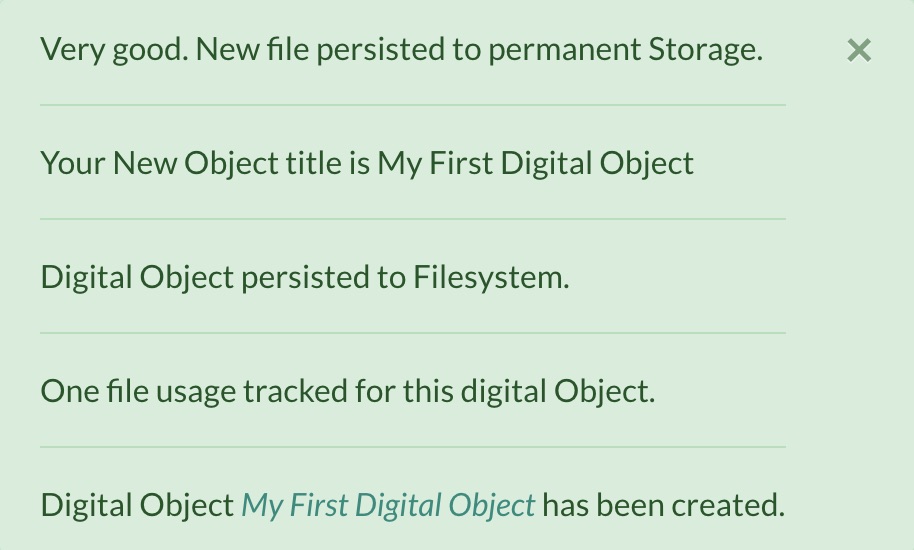 Very good. New file persisted to permanent Storage.
Your New Object title is My First Digital Object
Digital Object persisted to Filesystem.
One file usage tracked for this digital Object.
Digital Object My First Digital Object has been created.